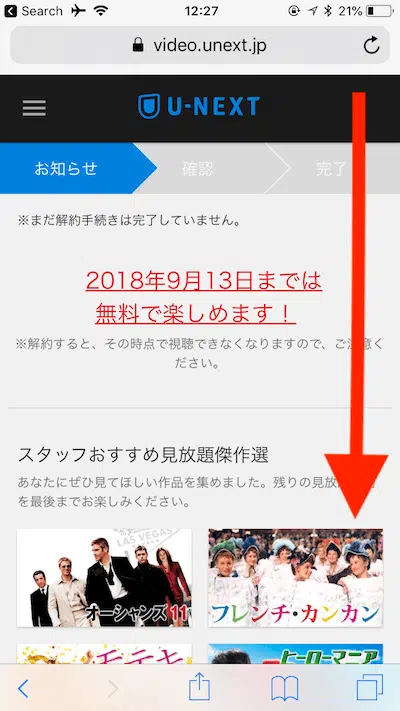 Search 12:27 21%
video.unext.jp
U-NEXT
お知らせ 確認 完了
※まだ解約手続きは完了していません。
2018年9月13日までは
無料で楽しめます！
※解約すると、その時点で視聴できなくなりますので、ご注意く
ださい。
スタッフおすすめ見放題傑作選
あなたにぜひ見てほしい作品を集めました。残りの見放
を最後までお楽しみください。
LAS VEGAS
オーシャンズ11
フレンチ・カンカン
モテキ
ヒーローマニア